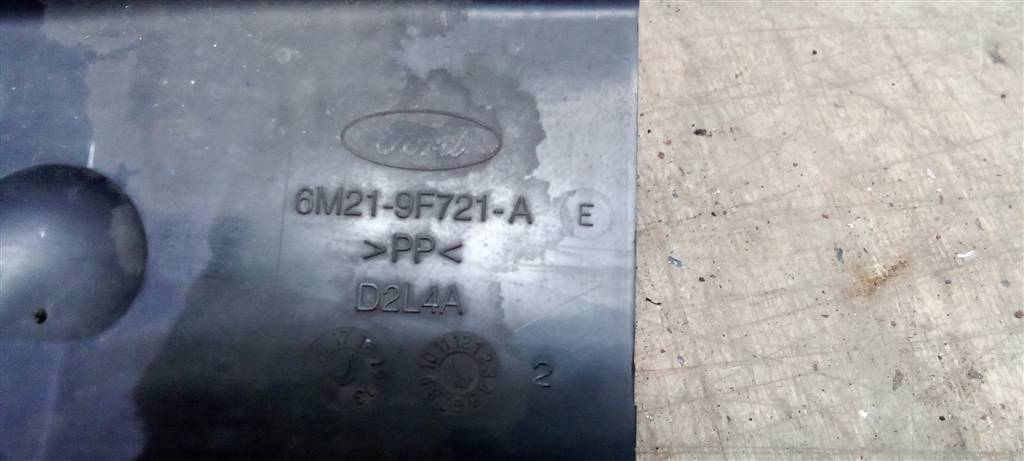 Ford
6M21-9F721-A E
>PP<
D2L4A
2